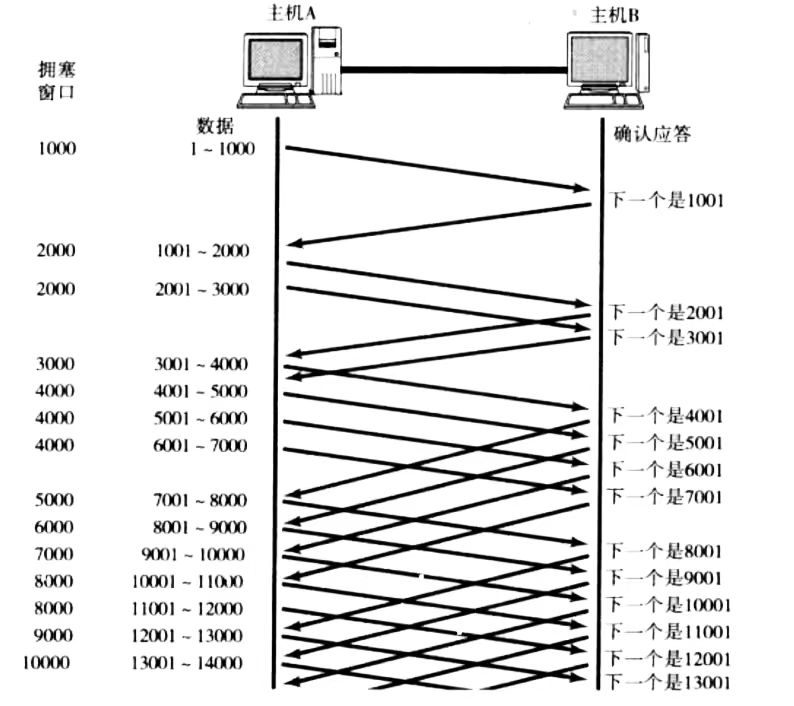 主机A 主机B
拥塞
窗口
数据 确认应答
1000 1 ~ 1000
下一个是1001
2000 1001 ~ 2000
2000 2001 ~ 3000
下一个是2001
下一个是3001
3000 3001 ~ 4000
4000 4001 ~ 5000
4000 5001 ~ 6000
4000 6001 ~ 7000
下一个是4001
下一个是5001
下一个是6001
下一个是7001
5000 7001 ~ 8000
6000 8001 ~ 9000
7000 9001 ~ 10000
8000 10001 ~ 11000
8000 11001 ~ 12000
9000 12001 ~ 13000
10000 13001 ~ 14000
下一个是8001
下一个是9001
下一个是10001
下一个是11001
下一个是12001
下一个是13001